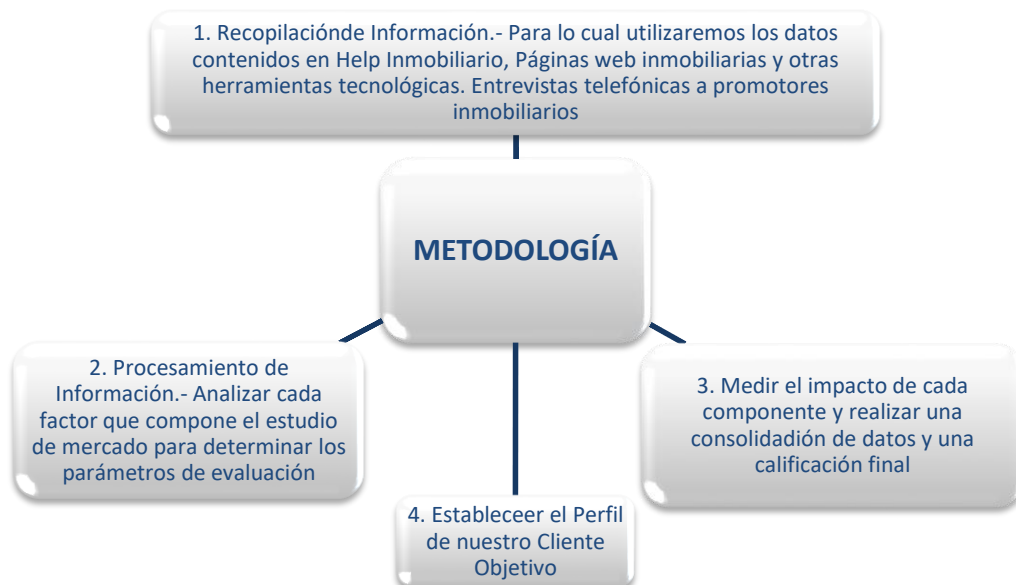 1. Recopilaciónde Información.- Para lo cual utilizaremos los datos
contenidos en Help Inmobiliario, Páginas web inmobiliarias y otras
herramientas tecnológicas. Entrevistas telefónicas a promotores
inmobiliarios
METODOLOGÍA
2. Procesamiento de
Información.- Analizar cada
factor que compone el estudio
de mercado para determinar los
parámetros de evaluación
3. Medir el impacto de cada
componente y realizar una
consolidadión de datos y una
calificación final
4. Estableceer el Perfil
de nuestro Cliente
Objetivo